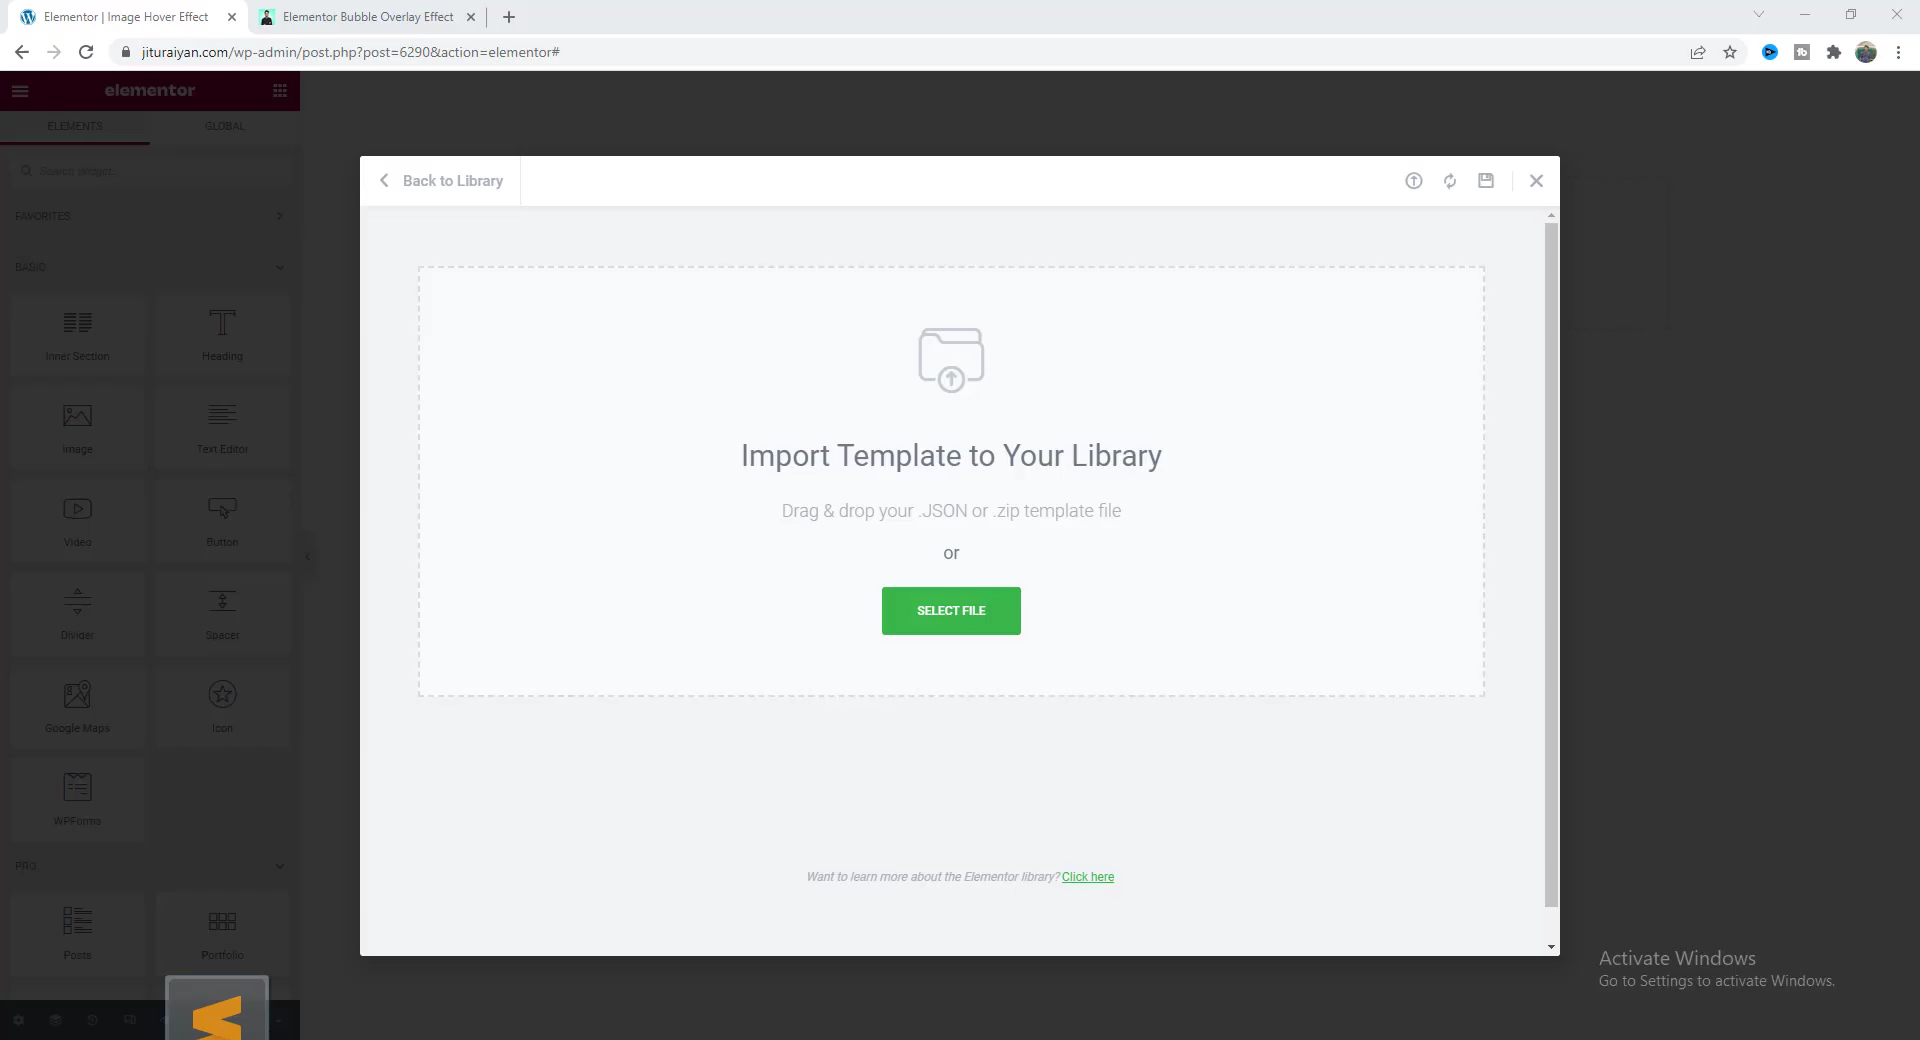 Elementor | Image Hover Effect
Elementor Bubble Overlay Effect
jituraiyan.com/wp-admin/post.php?post=6290&action=elementor#
elementor
ELEMENTS
GLOBAL
Search Widget...
FAVORITES
BASIC
Inner Section
Heading
Image
Text Editor
Video
Button
Divider
Spacer
Google Maps
Icon
WPForms
PRO
Posts
Portfolio
Back to Library
Import Template to Your Library
Drag & drop your .JSON or .zip template file
or
SELECT FILE
Want to learn more about the Elementor library? Click here
Activate Windows
Go to Settings to activate Windows.